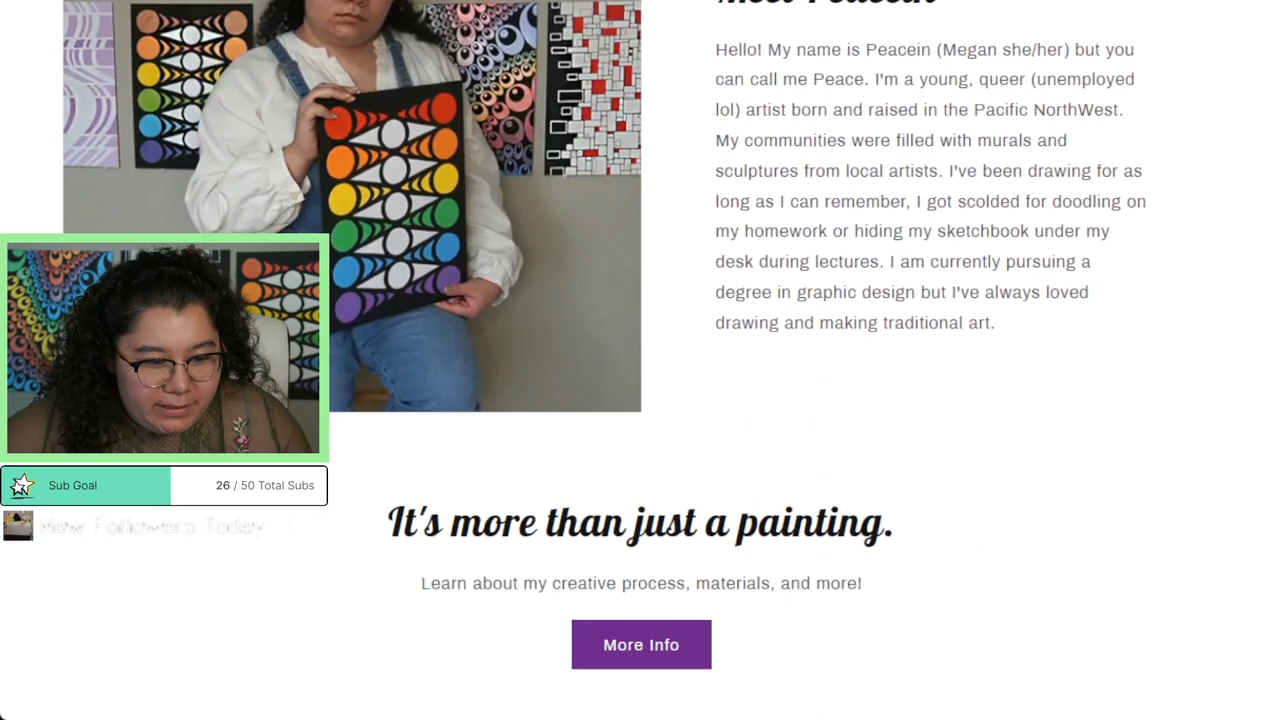 Meet Peacein
Hello! My name is Peacein (Megan she/her) but you
can call me Peace. I'm a young, queer (unemployed
lol) artist born and raised in the Pacific NorthWest.
My communities were filled with murals and
sculptures from local artists. I've been drawing for as
long as I can remember, I got scolded for doodling on
my homework or hiding my sketchbook under my
desk during lectures. I am currently pursuing a
degree in graphic design but I've always loved
drawing and making traditional art.
Sub Goal 26 / 50 Total Subs
New Followers Today
It's more than just a painting.
Learn about my creative process, materials, and more!
More Info